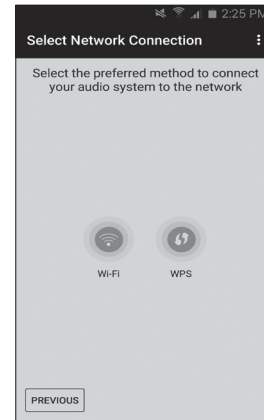 2:25 PM
Select Network Connection
Select the preferred method to connect
your audio system to the network
Wi-Fi
WPS
PREVIOUS